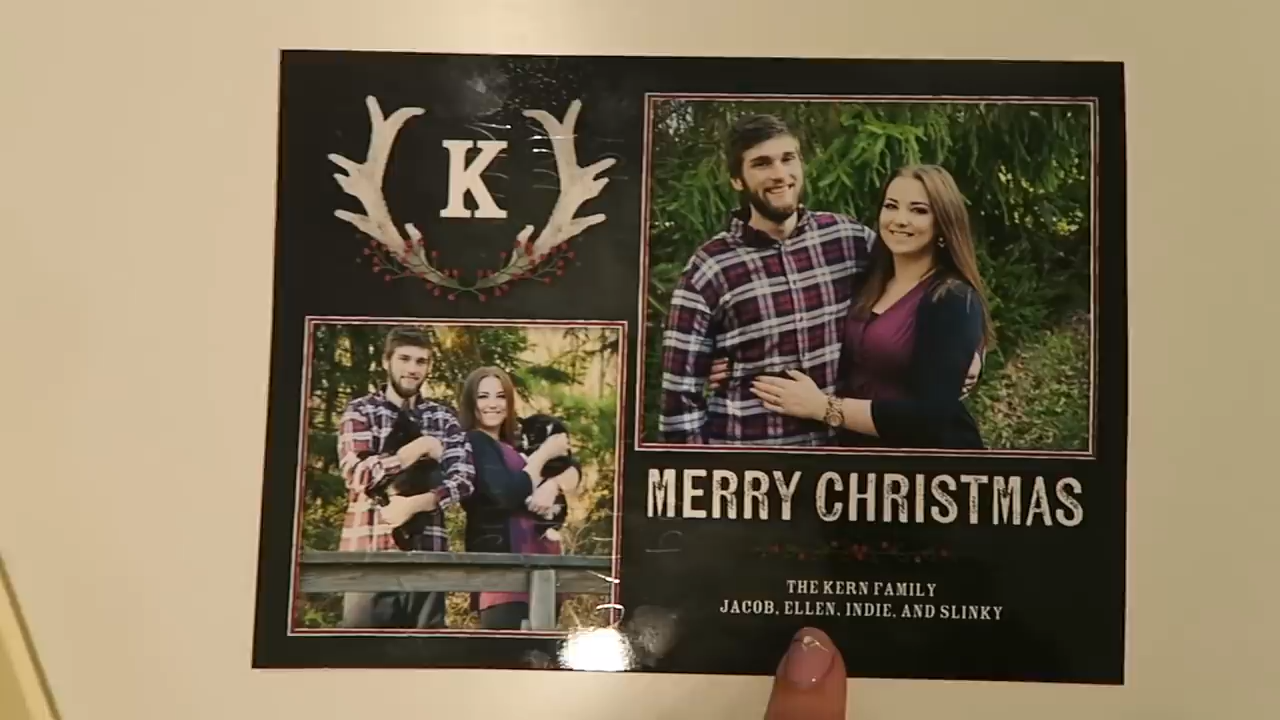 K
MERRY CHRISTMAS
THE KERN FAMILY
JACOB, ELLEN, INDIE, AND SLINKY